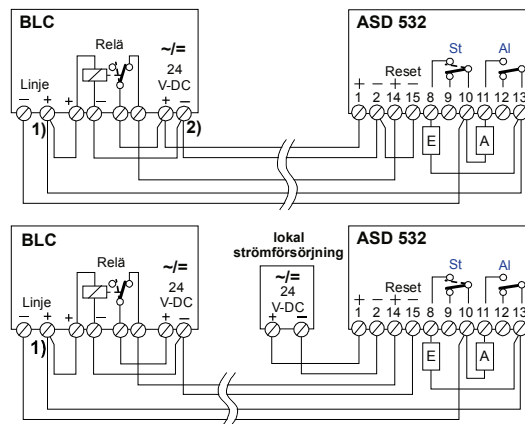 BLC
ASD 532
Relä
~/=
24
V-DC
Linje
− + + − + −
1)
2)
St
Al
Reset
+ − + −
1 2 14 15 8 9 10 11 12 13
E
A
BLC
lokal
strömförsörjning
ASD 532
Relä
~/=
24
V-DC
Linje
− + + − + −
1)
~/=
24
V-DC
+ −
St
Al
Reset
+ − + −
1 2 14 15 8 9 10 11 12 13
E
A